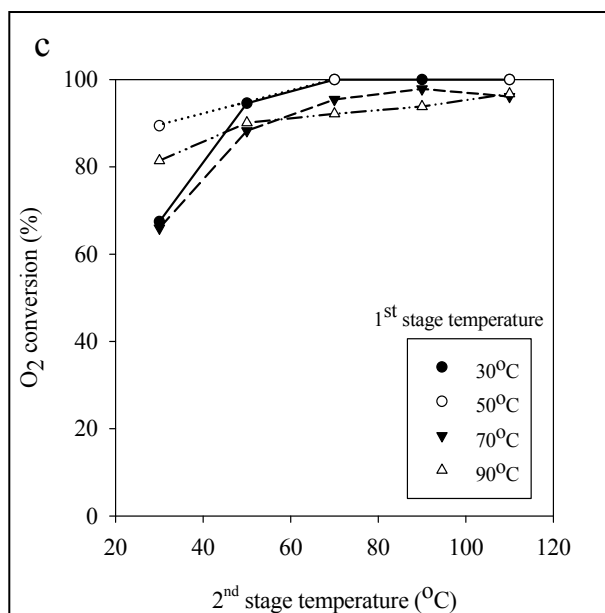 c
100
80
60
40
20
0
O2 conversion (%)
20 40 60 80 100 120
2nd stage temperature (oC)
1st stage temperature
30oC
50oC
70oC
90oC